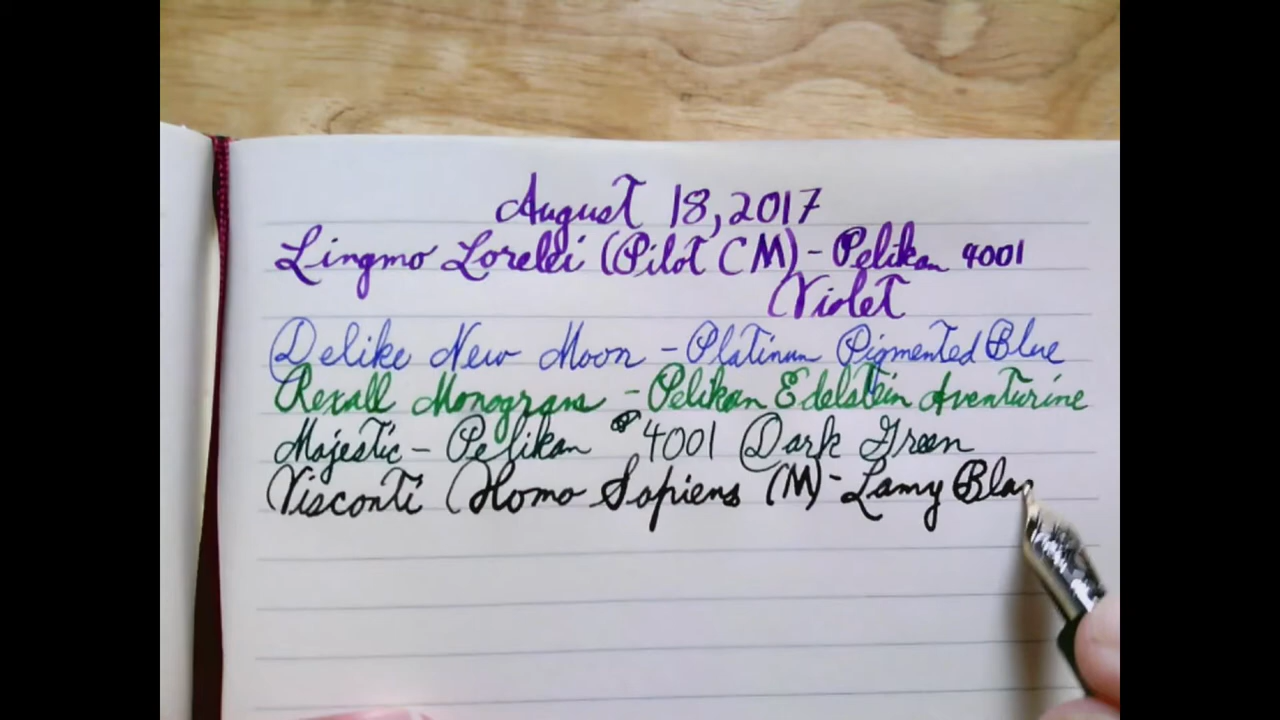 August 18, 2017
Lingmo Lorelei (Pilot CM) - Pelikan 4001
Violet
Delike New Moon - Platinum Pigmented Blue
Rexall Monogram - Pelikan Edelstein Aventurine
Majestic - Pelikan 4001 Dark Green
Visconti Homo Sapiens (M) - Lamy Blac